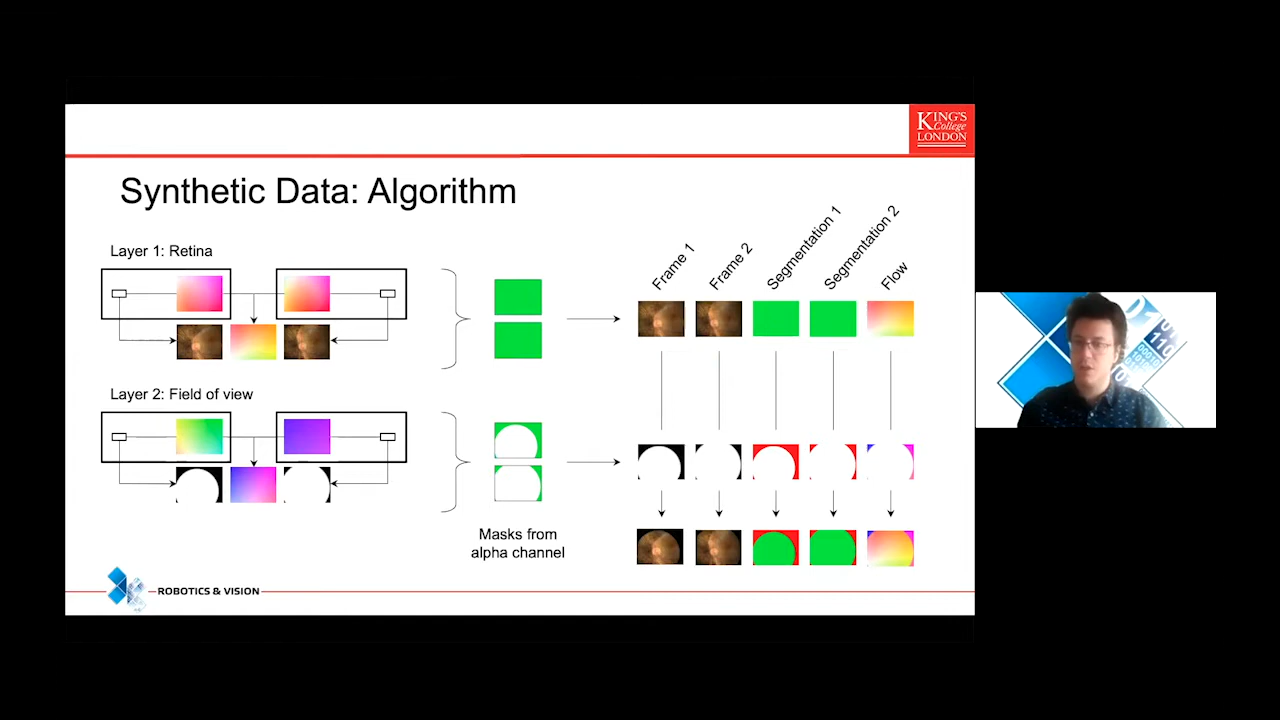 KING'S
College
LONDON
Synthetic Data: Algorithm
Layer 1: Retina
Frame 1
Frame 2
Segmentation 1
Segmentation 2
Flow
Layer 2: Field of view
Masks from
alpha channel
ROBOTICS & VISION